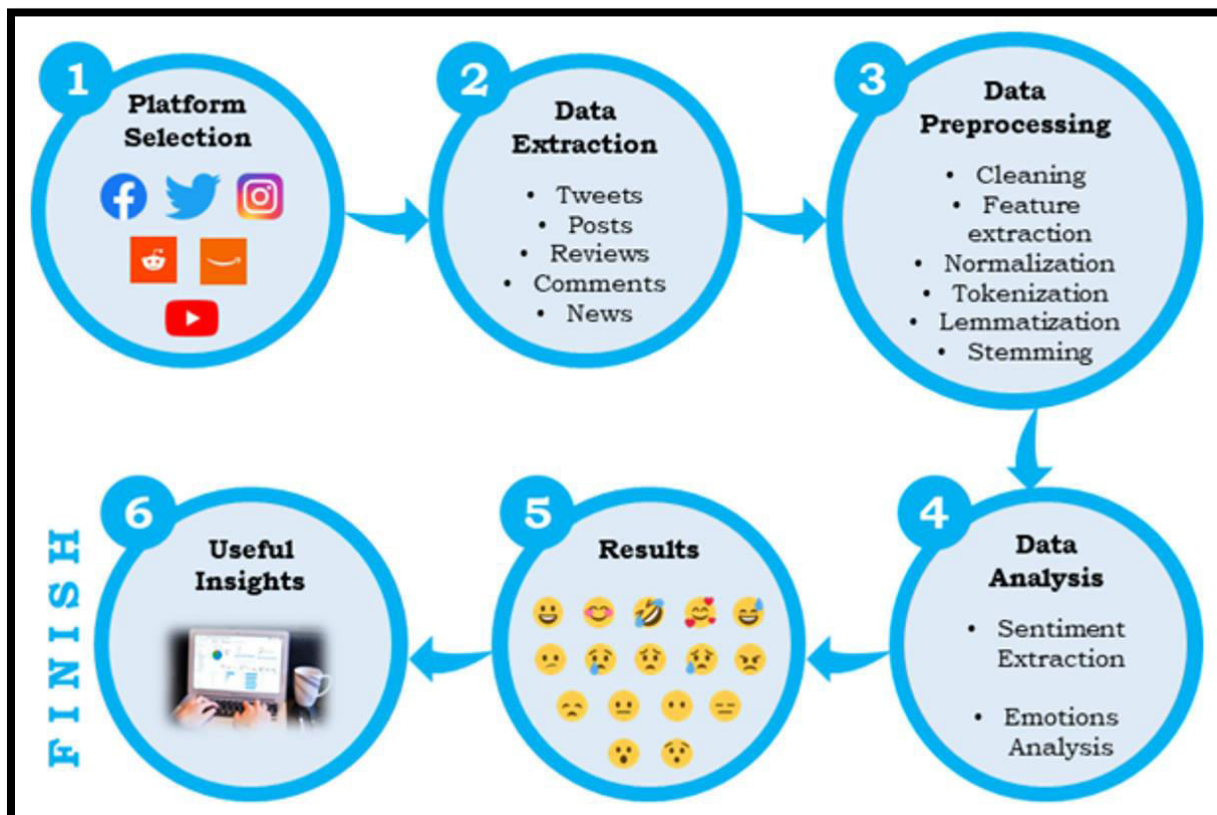 1
Platform
Selection
2
Data
Extraction
• Tweets
• Posts
• Reviews
• Comments
• News
3
Data
Preprocessing
• Cleaning
• Feature
extraction
• Normalization
• Tokenization
• Lemmatization
• Stemming
4
Data
Analysis
• Sentiment
Extraction
• Emotions
Analysis
5
Results
6
Useful
Insights
FINISH